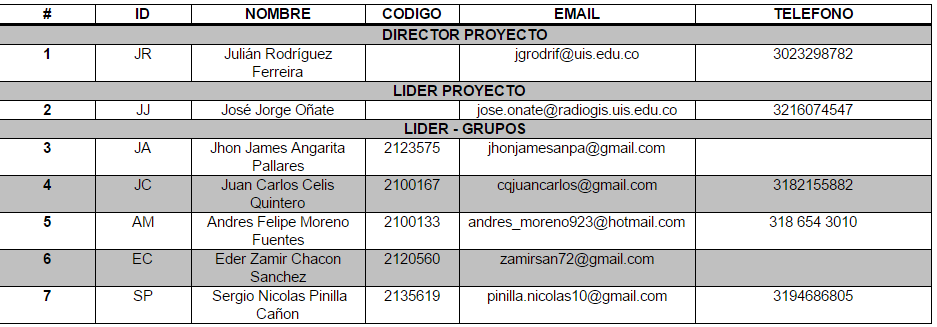 # ID NOMBRE CODIGO EMAIL TELEFONO
DIRECTOR PROYECTO
1 JR Julián Rodríguez jgrodrif@uis.edu.co 3023298782
Ferreira
LIDER PROYECTO
2 JJ José Jorge Oñate jose.onate@radiogis.uis.edu.co 3216074547
LIDER - GRUPOS
3 JA Jhon James Angarita 2123575 jhonjamesanpa@gmail.com
Pallares
4 JC Juan Carlos Celis 2100167 cqjuancarlos@gmail.com 3182155882
Quintero
5 AM Andres Felipe Moreno 2100133 andres_moreno923@hotmail.com 318 654 3010
Fuentes
6 EC Eder Zamir Chacon 2120560 zamirsan72@gmail.com
Sanchez
7 SP Sergio Nicolas Pinilla 2135619 pinilla.nicolas10@gmail.com 3194686805
Cañon